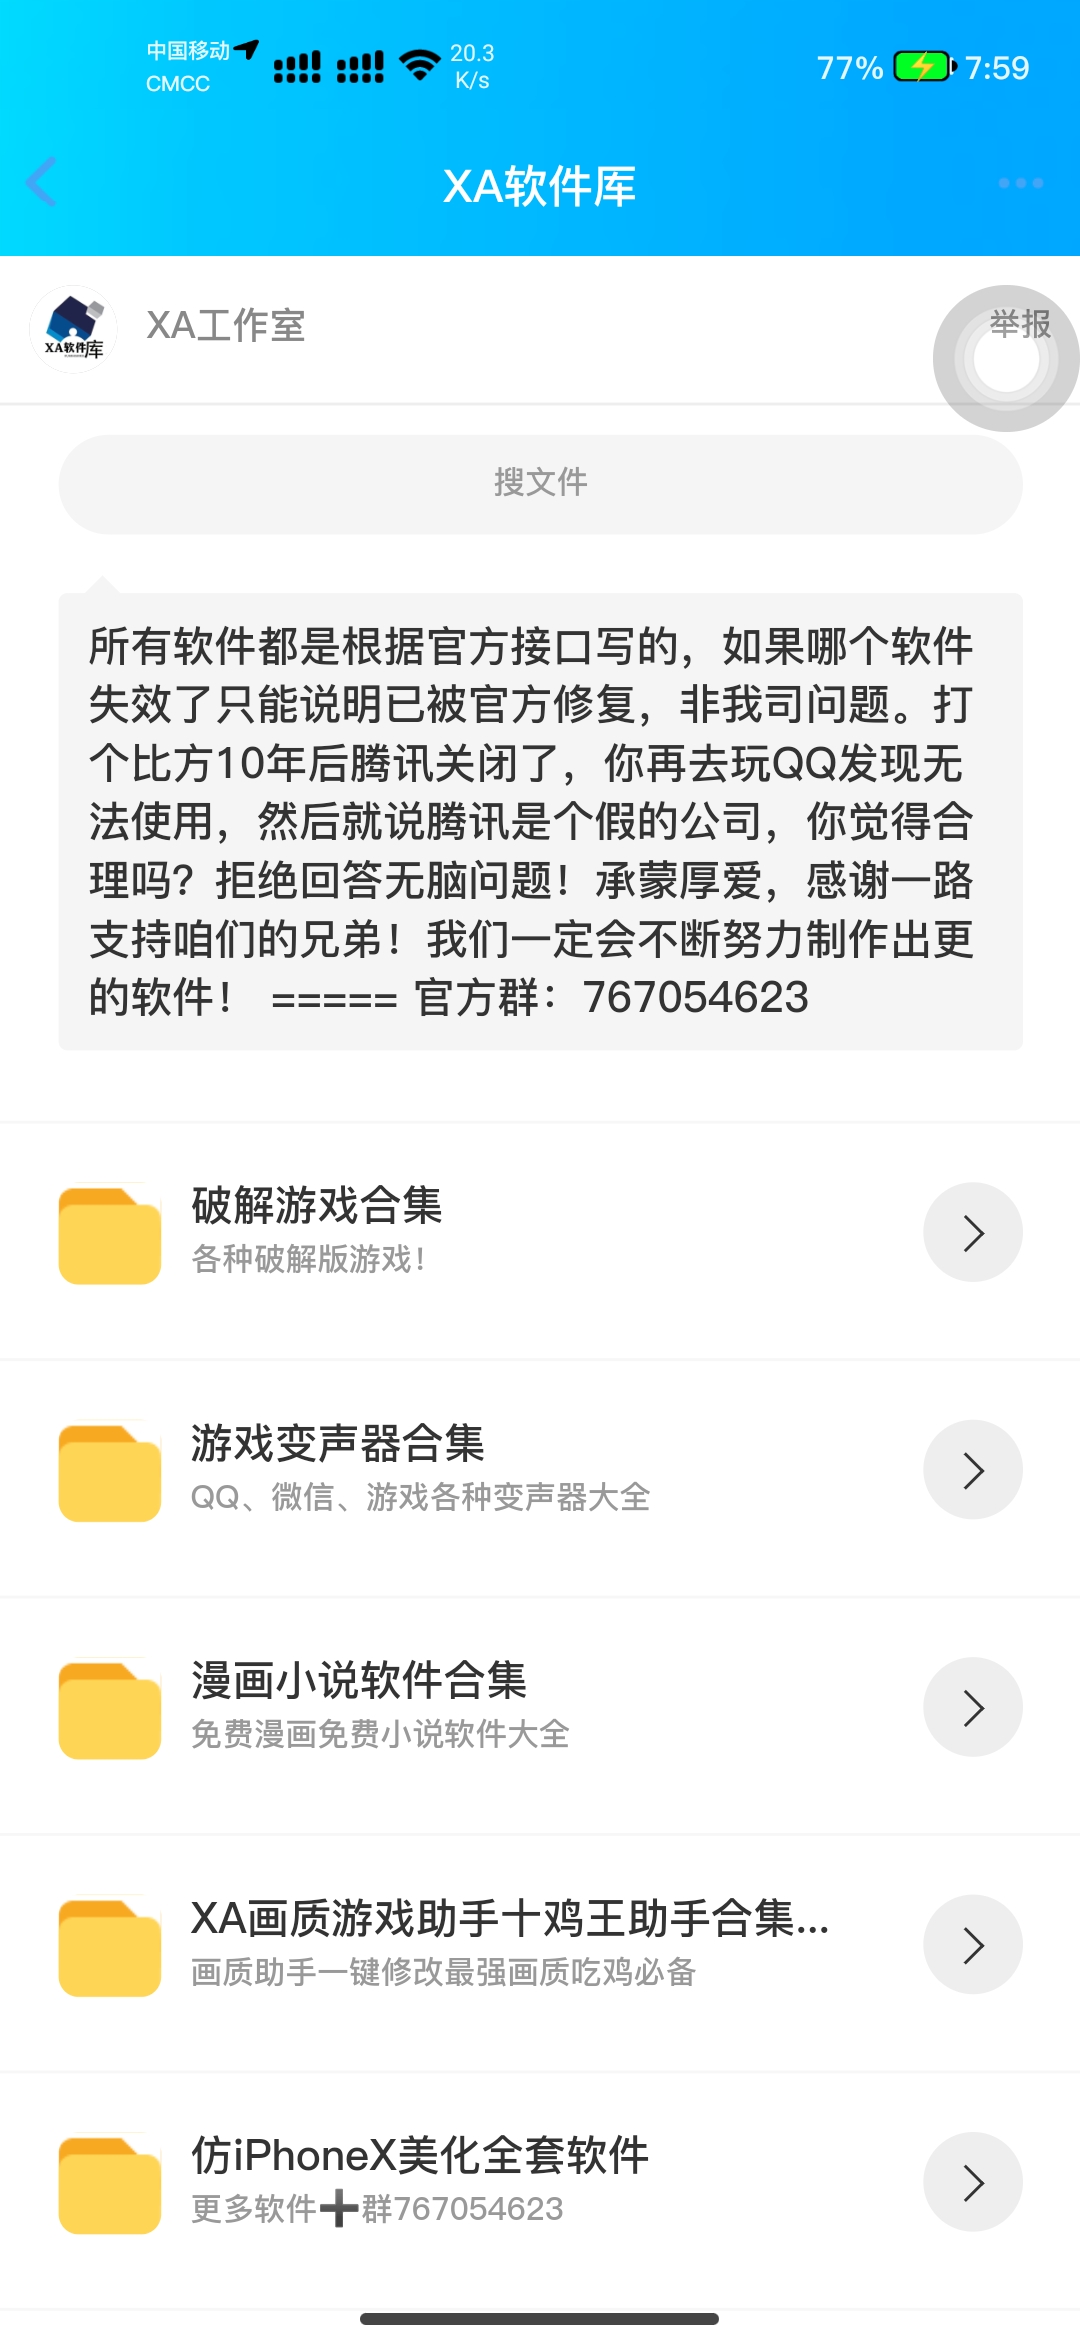 中国移动
CMCC
20.3
K/s
77%
7:59
XA软件库
XA软件库
XA工作室
举报
搜文件
所有软件都是根据官方接口写的，如果哪个软件
失效了只能说明已被官方修复，非我司问题。打
个比方10年后腾讯关闭了，你再去玩QQ发现无
法使用，然后就说腾讯是个假的公司，你觉得合
理吗？拒绝回答无脑问题！承蒙厚爱，感谢一路
支持咱们的兄弟！我们一定会不断努力制作出更
的软件！ ===== 官方群：767054623
破解游戏合集
各种破解版游戏！
游戏变声器合集
QQ、微信、游戏各种变声器大全
漫画小说软件合集
免费漫画免费小说软件大全
XA画质游戏助手十鸡王助手合集...
画质助手一键修改最强画质吃鸡必备
仿iPhoneX美化全套软件
更多软件➕群767054623